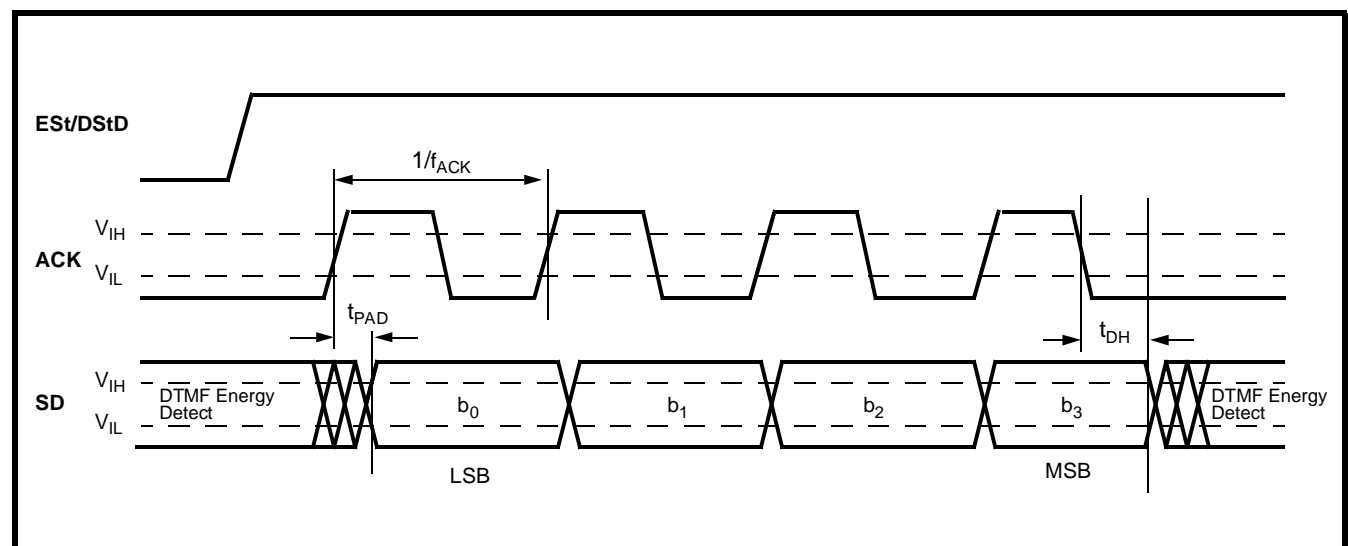 ESt/DStD
1/fACK
VIH
ACK
VIL
tPAD
tDH
VIH
SD
VIL
DTMF Energy
Detect
b0
b1
b2
b3
DTMF Energy
Detect
LSB
MSB